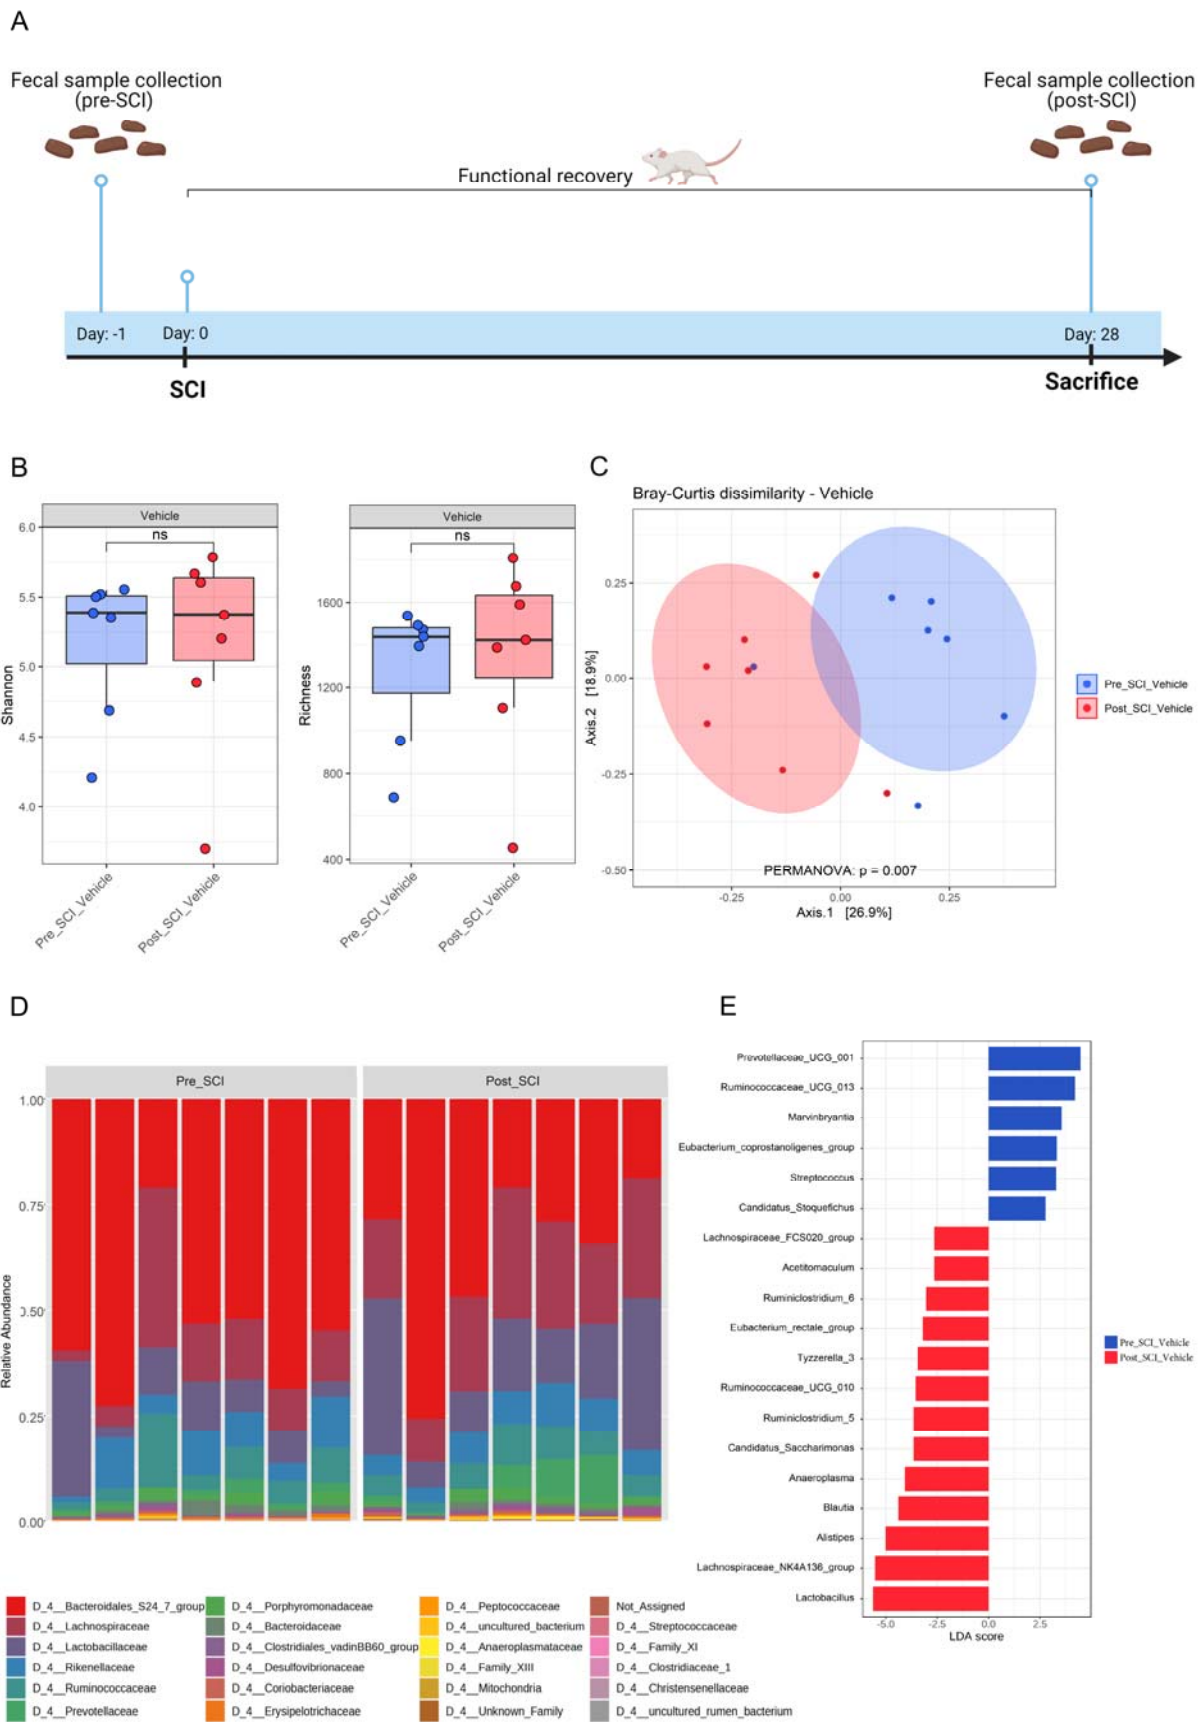 A
Fecal sample collection
(pre-SCI)
Fecal sample collection
(post-SCI)
Functional recovery
Day: -1
Day: 0
Day: 28
SCI
Sacrifice
B
Vehicle
ns
6.0
5.5
5.0
4.5
4.0
Shannon
Pre_SCI_Vehicle
Post_SCI_Vehicle
Vehicle
ns
1600
1200
800
400
Richness
Pre_SCI_Vehicle
Post_SCI_Vehicle
C
Bray-Curtis dissimilarity - Vehicle
0.25
0.00
-0.25
-0.50
Axis.2 [18.9%]
PERMANOVA: p = 0.007
-0.25
0.00
0.25
Axis.1 [26.9%]
Pre_SCI_Vehicle
Post_SCI_Vehicle
D
Pre_SCI
Post_SCI
1.00
0.75
0.50
0.25
0.00
Relative Abundance
D_4__Bacteroidales_S24_7_group
D_4__Lachnospiraceae
D_4__Lactobacillaceae
D_4__Rikenellaceae
D_4__Ruminococcaceae
D_4__Prevotellaceae
D_4__Porphyromonadaceae
D_4__Bacteroidaceae
D_4__Clostridiales_vadinBB60_group
D_4__Desulfovibrionaceae
D_4__Coriobacteriaceae
D_4__Erysipelotrichaceae
D_4__Peptococcaceae
D_4__uncultured_bacterium
D_4__Anaeroplasmataceae
D_4__Family_XIII
D_4__Mitochondria
D_4__Unknown_Family
Not_Assigned
D_4__Streptococcaceae
D_4__Family_XI
D_4__Clostridiaceae_1
D_4__Christensenellaceae
D_4__uncultured_rumen_bacterium
E
Prevotellaceae_UCG_001
Ruminococcaceae_UCG_013
Marvinbryantia
Eubacterium_coprostanoligenes_group
Streptococcus
Candidatus_Stoquefichus
Lachnospiraceae_FCS020_group
Acetitomaculum
Ruminiclostridium_6
Eubacterium_rectale_group
Tyzzerella_3
Ruminococcaceae_UCG_010
Ruminiclostridium_5
Candidatus_Saccharimonas
Anaeroplasma
Blautia
Alistipes
Lachnospiraceae_NK4A136_group
Lactobacillus
-5.0
-2.5
0.0
2.5
LDA score
Pre_SCI_Vehicle
Post_SCI_Vehicle